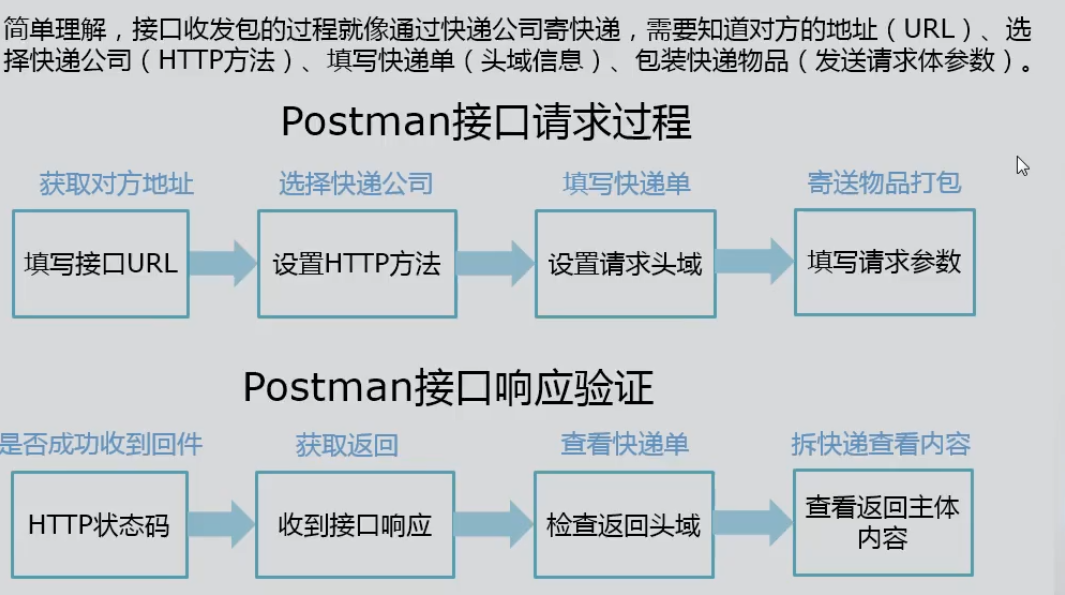 简单理解，接口收发包的过程就像通过快递公司寄快递，需要知道对方的地址（URL）、选
择快递公司（HTTP方法）、填写快递单（头域信息）、包装快递物品（发送请求体参数）。
Postman接口请求过程
获取对方地址
选择快递公司
填写快递单
寄送物品打包
填写接口URL
设置HTTP方法
设置请求头域
填写请求参数
Postman接口响应验证
是否成功收到回件
获取返回
查看快递单
拆快递查看内容
HTTP状态码
收到接口响应
检查返回头域
查看返回主体
内容